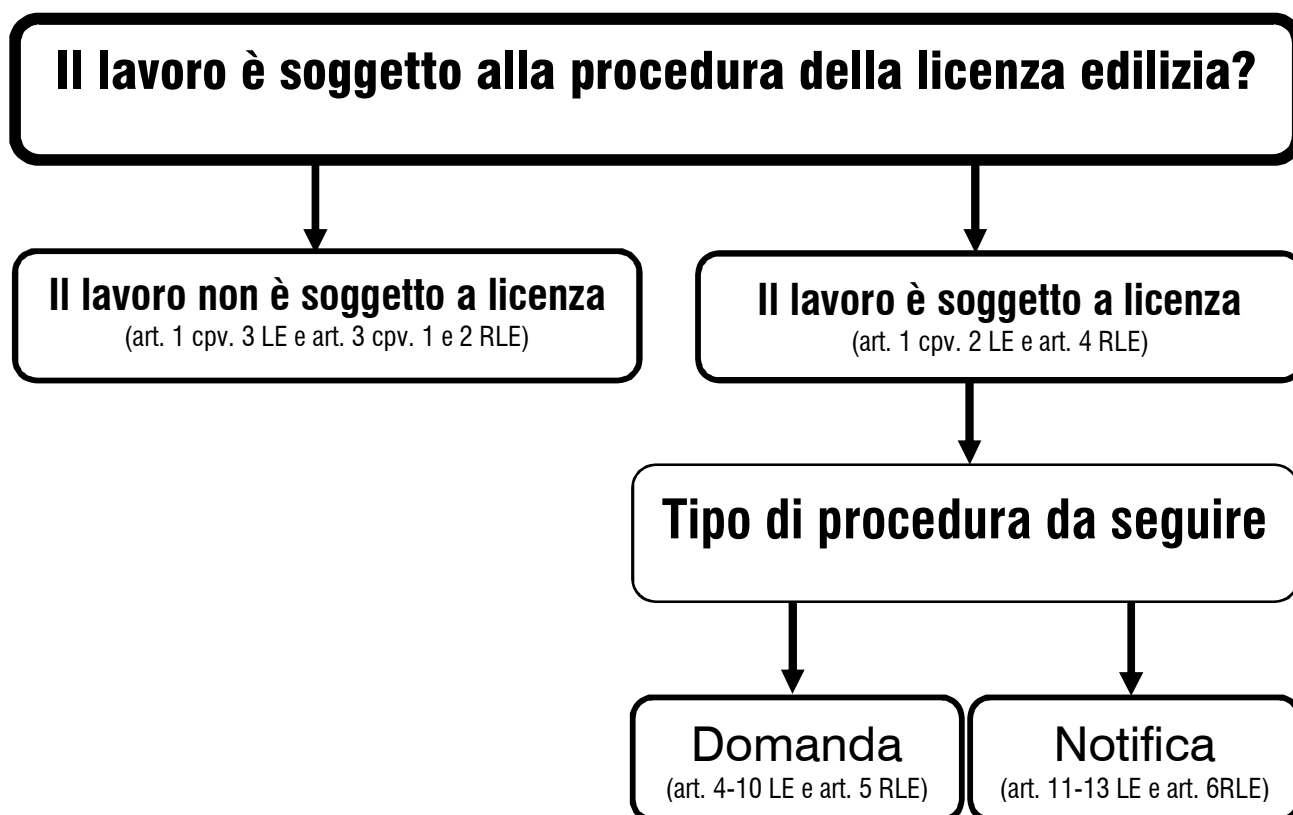 Il lavoro è soggetto alla procedura della licenza edilizia?
Il lavoro non è soggetto a licenza
(art. 1 cpv. 3 LE e art. 3 cpv. 1 e 2 RLE)
Il lavoro è soggetto a licenza
(art. 1 cpv. 2 LE e art. 4 RLE)
Tipo di procedura da seguire
Domanda
(art. 4-10 LE e art. 5 RLE)
Notifica
(art. 11-13 LE e art. 6RLE)